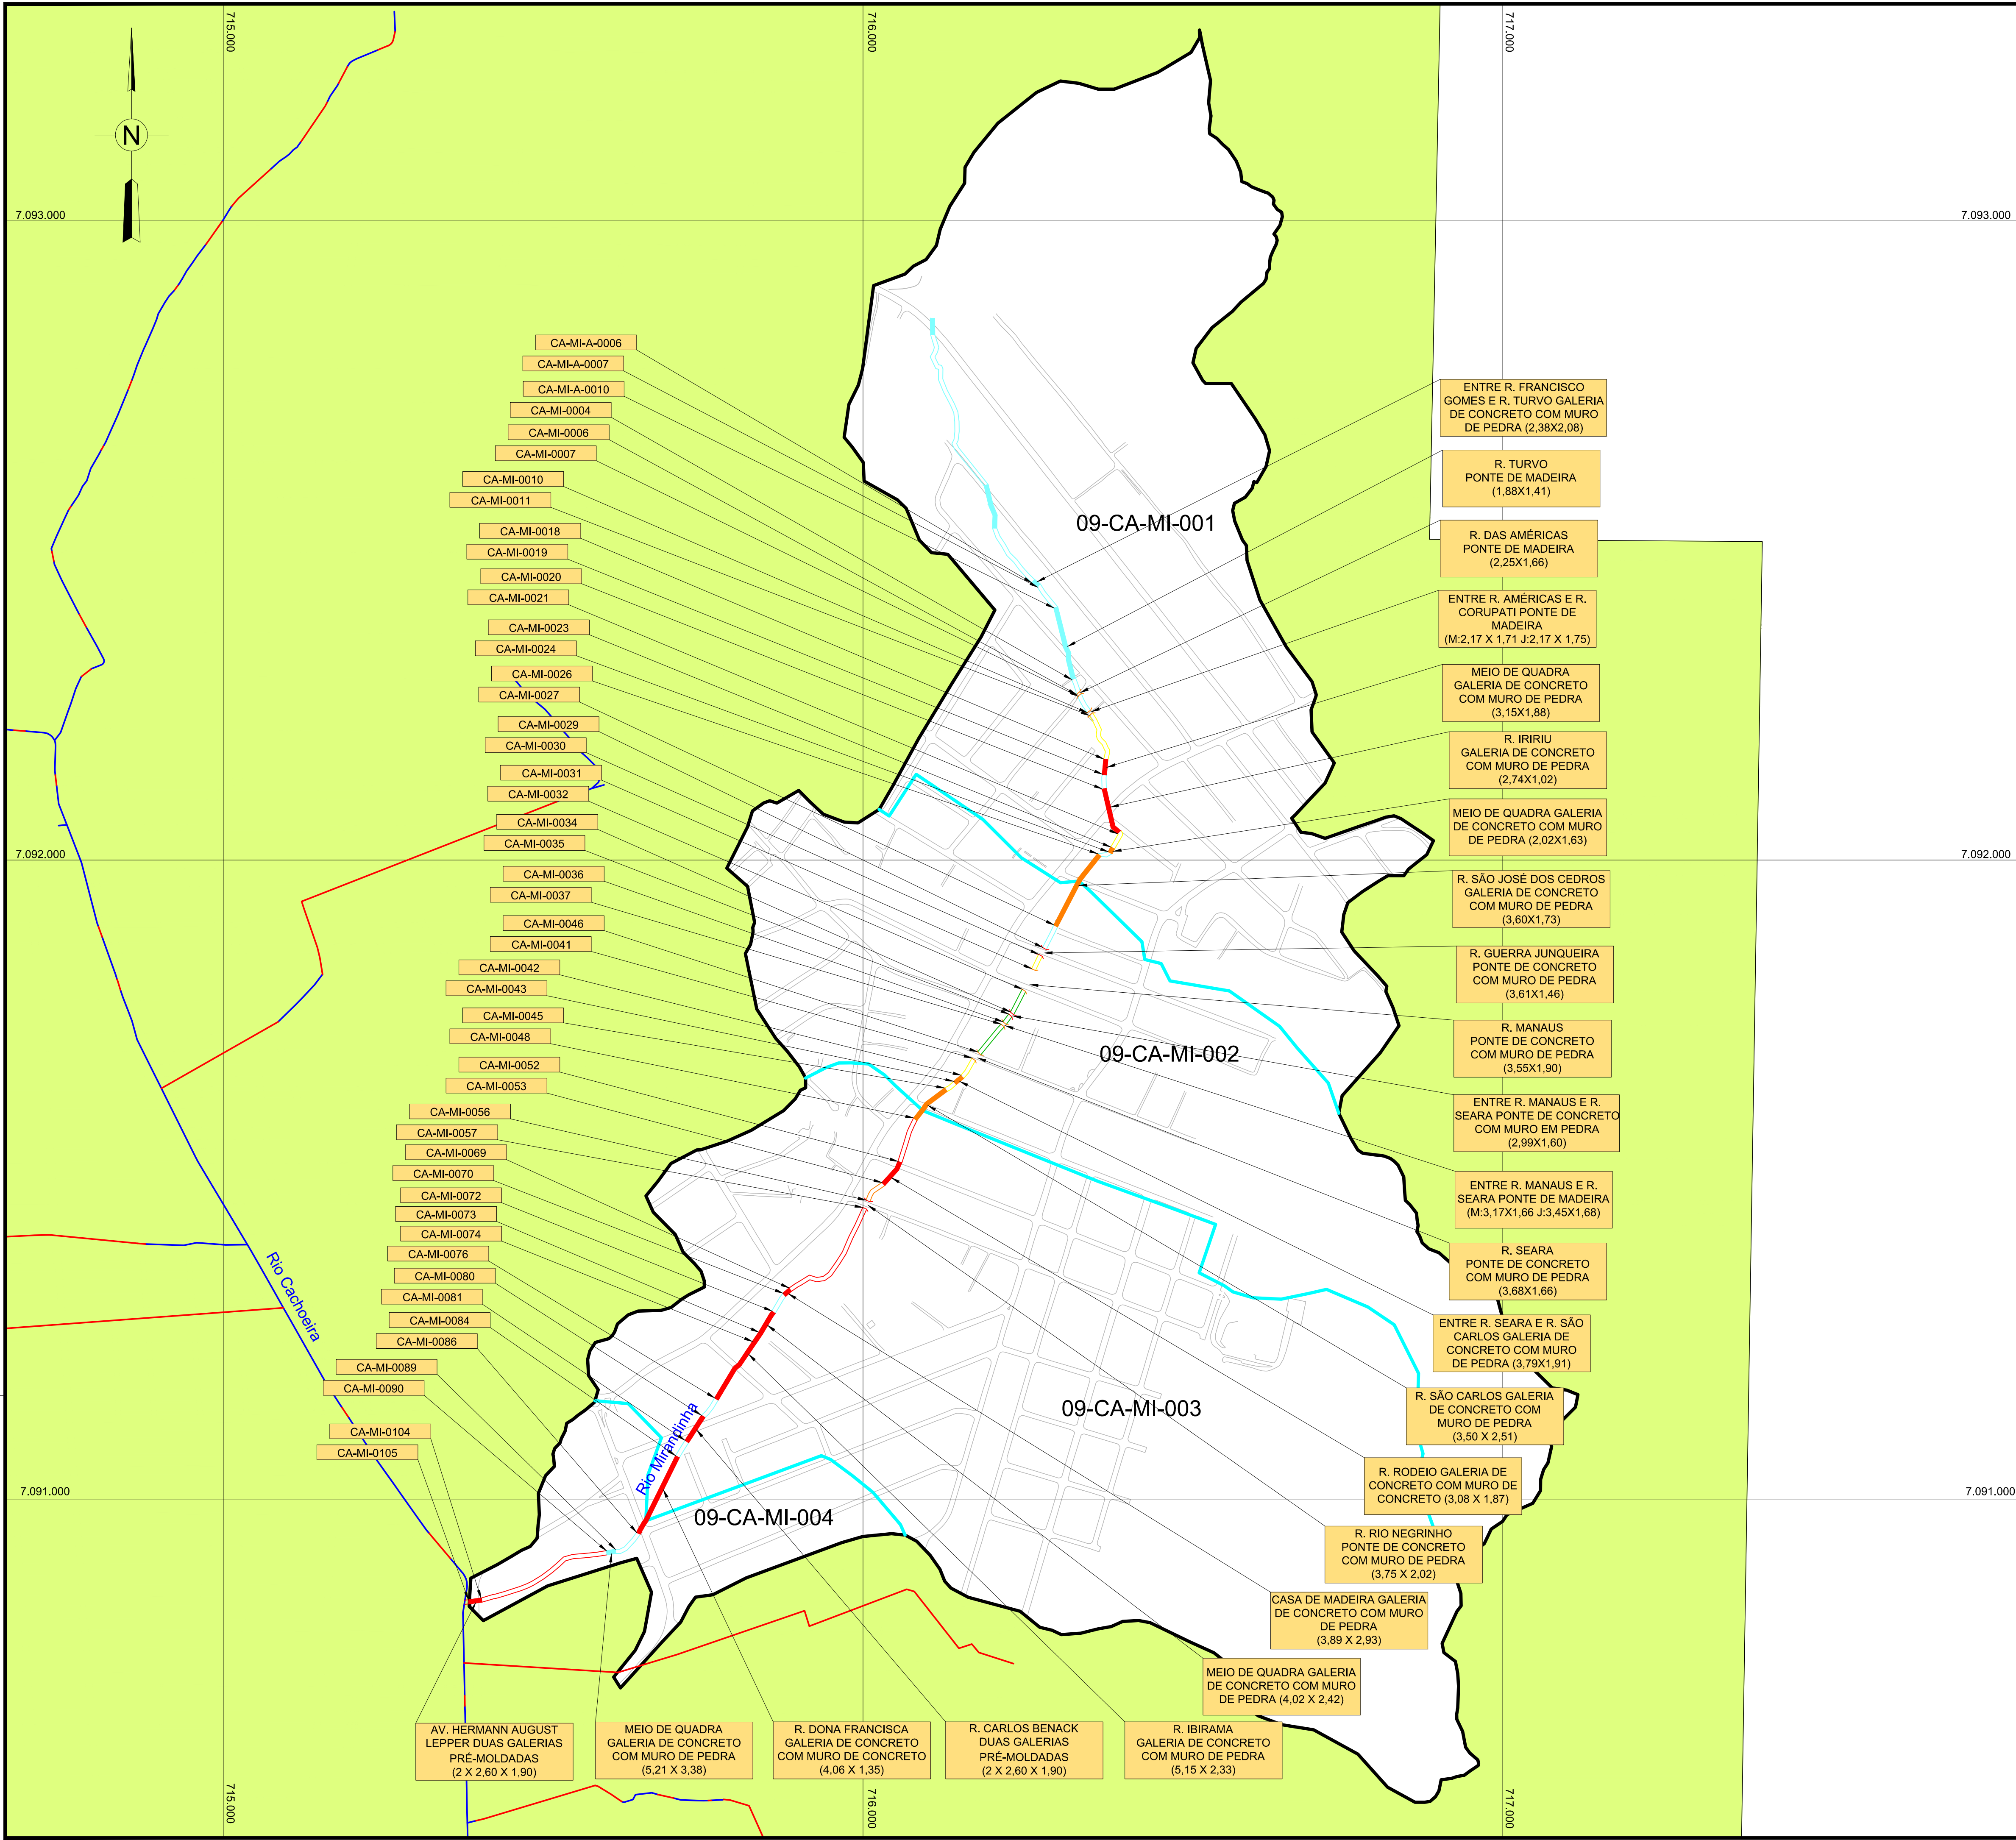 715.000
716.000
717.000
N
7.093.000
7.093.000
CA-MI-A-0006
CA-MI-A-0007
CA-MI-A-0010
CA-MI-0004
CA-MI-0006
CA-MI-0007
CA-MI-0010
CA-MI-0011
CA-MI-0018
CA-MI-0019
CA-MI-0020
CA-MI-0021
CA-MI-0023
CA-MI-0024
CA-MI-0026
CA-MI-0027
CA-MI-0029
CA-MI-0030
CA-MI-0031
CA-MI-0032
CA-MI-0034
CA-MI-0035
CA-MI-0036
CA-MI-0037
CA-MI-0046
CA-MI-0041
CA-MI-0042
CA-MI-0043
CA-MI-0045
CA-MI-0048
CA-MI-0052
CA-MI-0053
CA-MI-0056
CA-MI-0057
CA-MI-0069
CA-MI-0070
CA-MI-0072
CA-MI-0073
CA-MI-0074
CA-MI-0076
CA-MI-0080
CA-MI-0081
CA-MI-0084
CA-MI-0086
CA-MI-0089
CA-MI-0090
CA-MI-0104
CA-MI-0105
7.092.000
7.092.000
Rio Cachoeira
Rio Mirandinha
09-CA-MI-001
09-CA-MI-002
09-CA-MI-003
09-CA-MI-004
ENTRE R. FRANCISCO
GOMES E R. TURVO GALERIA
DE CONCRETO COM MURO
DE PEDRA (2,38X2,08)
R. TURVO
PONTE DE MADEIRA
(1,88X1,41)
R. DAS AMÉRICAS
PONTE DE MADEIRA
(2,25X1,66)
ENTRE R. AMÉRICAS E R.
CORUPATI PONTE DE
MADEIRA
(M:2,17 X 1,71 J:2,17 X 1,75)
MEIO DE QUADRA
GALERIA DE CONCRETO
COM MURO DE PEDRA
(3,15X1,88)
R. IRIRIU
GALERIA DE CONCRETO
COM MURO DE PEDRA
(2,74X1,02)
MEIO DE QUADRA GALERIA
DE CONCRETO COM MURO
DE PEDRA (2,02X1,63)
R. SÃO JOSÉ DOS CEDROS
GALERIA DE CONCRETO
COM MURO DE PEDRA
(3,60X1,73)
R. GUERRA JUNQUEIRA
PONTE DE CONCRETO
COM MURO DE PEDRA
(3,61X1,46)
R. MANAUS
PONTE DE CONCRETO
COM MURO DE PEDRA
(3,55X1,90)
ENTRE R. MANAUS E R.
SEARA PONTE DE CONCRETO
COM MURO EM PEDRA
(2,99X1,60)
ENTRE R. MANAUS E R.
SEARA PONTE DE MADEIRA
(M:3,17X1,66 J:3,45X1,68)
R. SEARA
PONTE DE CONCRETO
COM MURO DE PEDRA
(3,68X1,66)
ENTRE R. SEARA E R. SÃO
CARLOS GALERIA DE
CONCRETO COM MURO
DE PEDRA (3,79X1,91)
R. SÃO CARLOS GALERIA
DE CONCRETO COM
MURO DE PEDRA
(3,50 X 2,51)
R. RODEIO GALERIA DE
CONCRETO COM MURO DE
CONCRETO (3,08 X 1,87)
7.091.000
7.091.000
R. RIO NEGRINHO
PONTE DE CONCRETO
COM MURO DE PEDRA
(3,75 X 2,02)
CASA DE MADEIRA GALERIA
DE CONCRETO COM MURO
DE PEDRA
(3,89 X 2,93)
MEIO DE QUADRA GALERIA
DE CONCRETO COM MURO
DE PEDRA (4,02 X 2,42)
AV. HERMANN AUGUST
LEPPER DUAS GALERIAS
PRÉ-MOLDADAS
(2 X 2,60 X 1,90)
MEIO DE QUADRA
GALERIA DE CONCRETO
COM MURO DE PEDRA
(5,21 X 3,38)
R. DONA FRANCISCA
GALERIA DE CONCRETO
COM MURO DE CONCRETO
(4,06 X 1,35)
R. CARLOS BENACK
DUAS GALERIAS
PRÉ-MOLDADAS
(2 X 2,60 X 1,90)
R. IBIRAMA
GALERIA DE CONCRETO
COM MURO DE PEDRA
(5,15 X 2,33)
715.000
716.000
717.000